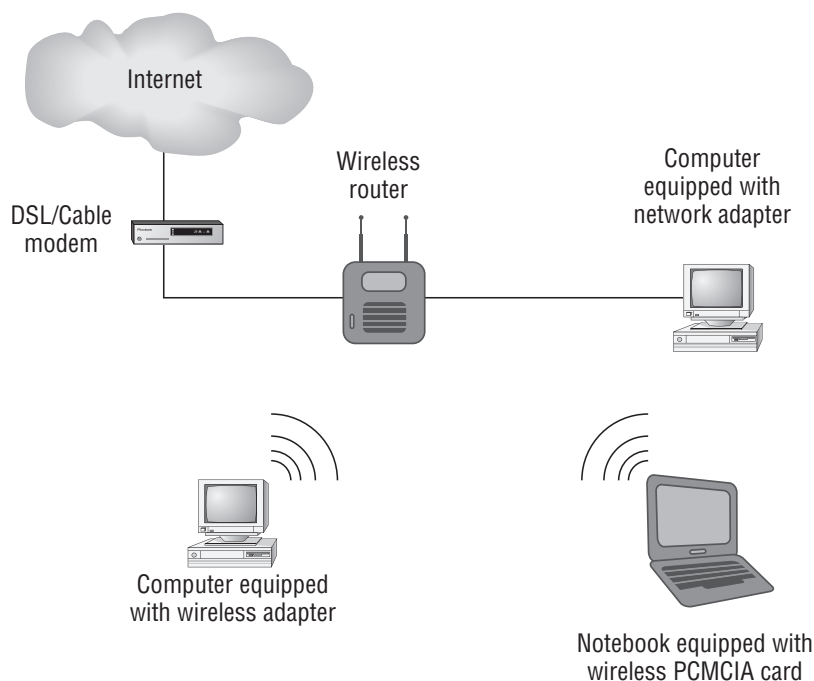 Internet
Wireless
router
Computer
equipped with
network adapter
DSL/Cable
modem
Computer equipped
with wireless adapter
Notebook equipped with
wireless PCMCIA card